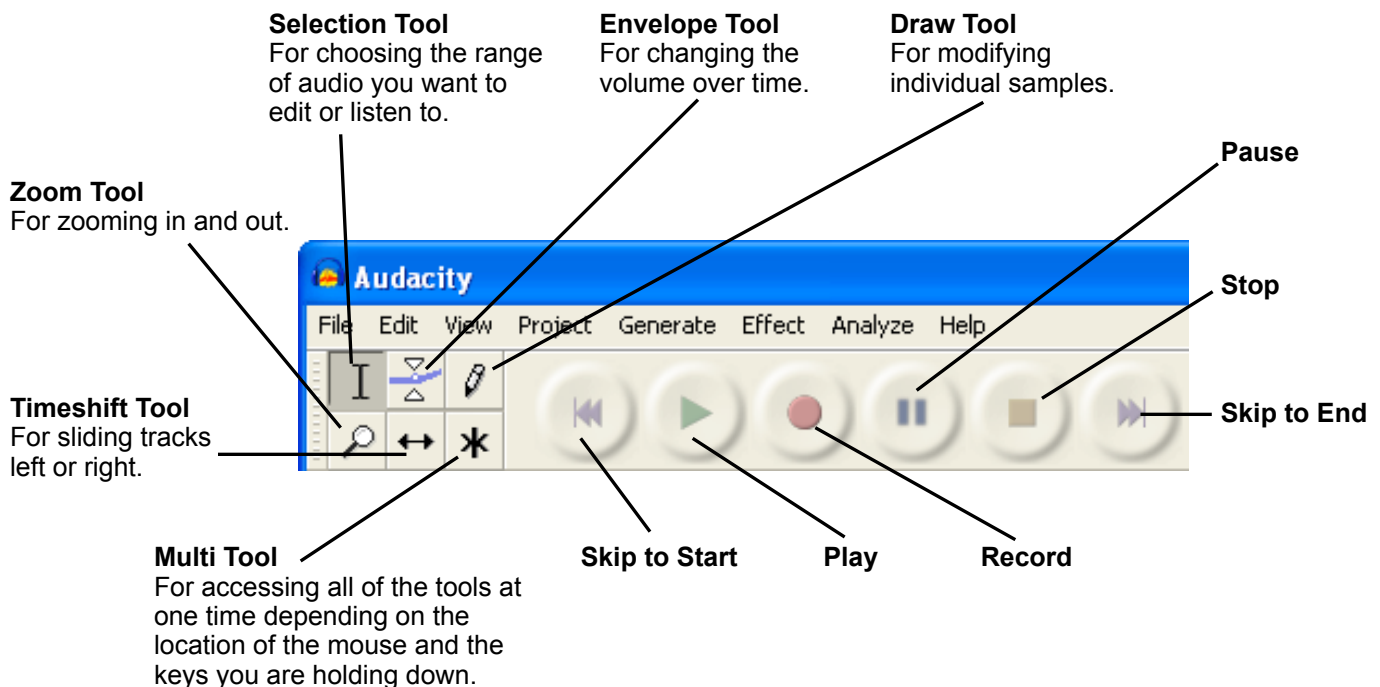 Selection Tool
For choosing the range
of audio you want to
edit or listen to.
Envelope Tool
For changing the
volume over time.
Draw Tool
For modifying
individual samples.
Pause
Zoom Tool
For zooming in and out.
Audacity
File Edit View Project Generate Effect Analyze Help
Stop
Timeshift Tool
For sliding tracks
left or right.
Skip to End
Multi Tool
For accessing all of the tools at
one time depending on the
location of the mouse and the
keys you are holding down.
Skip to Start
Play
Record